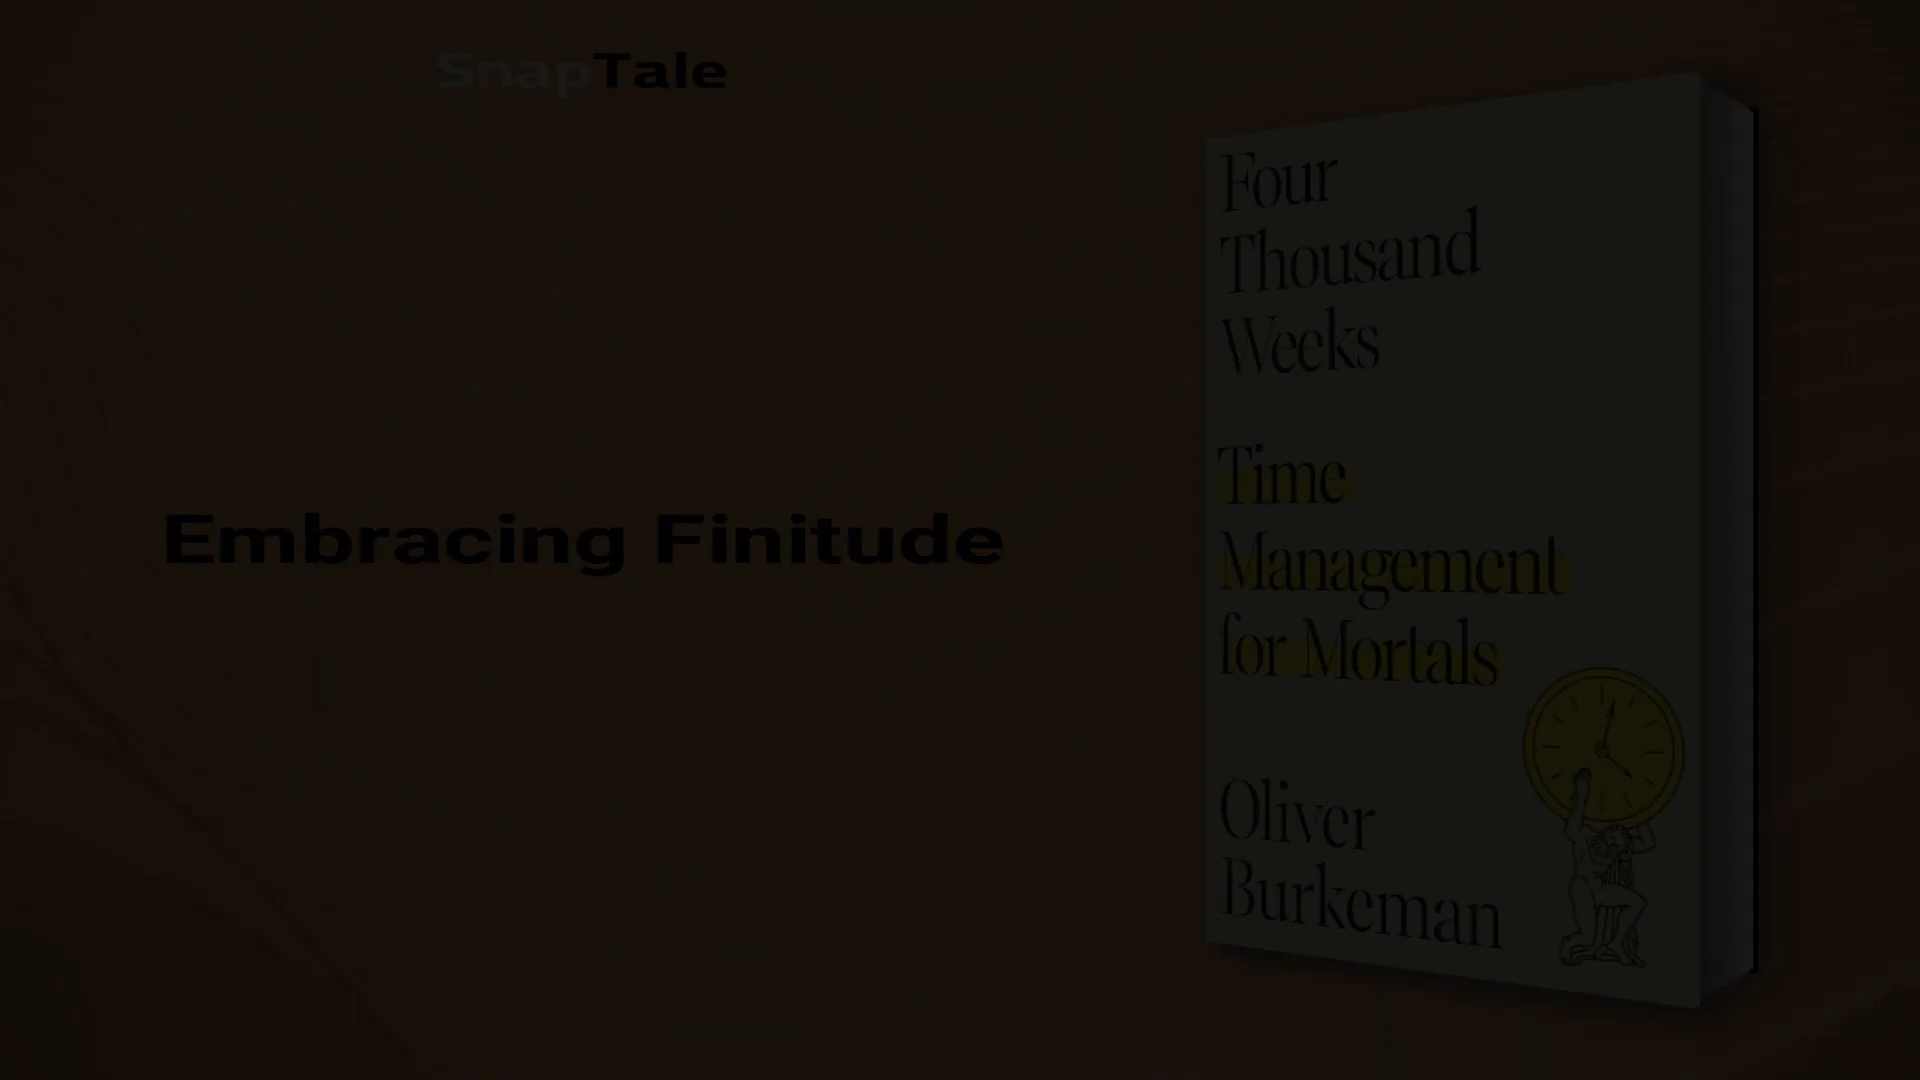 SnapTale
Embracing Finitude
Four
Thousand
Weeks
Time
Management
for Mortals
Oliver
Burkeman